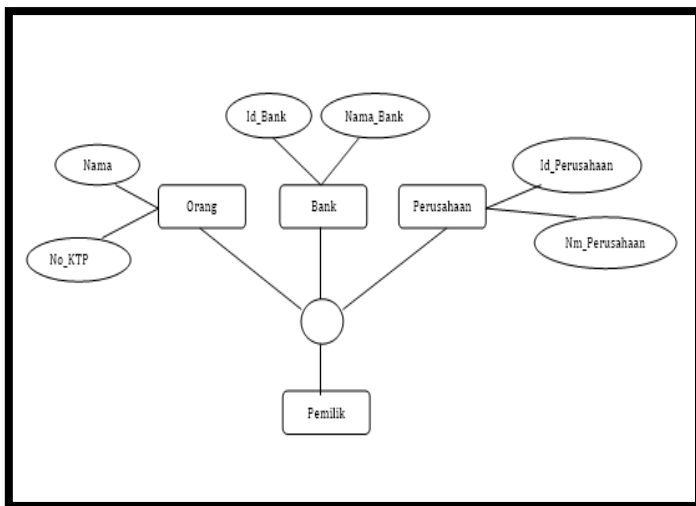 Id_Bank
Nama_Bank
Nama
Id_Perusahaan
Orang
Bank
Perusahaan
No_KTP
Nm_Perusahaan
Pemilik